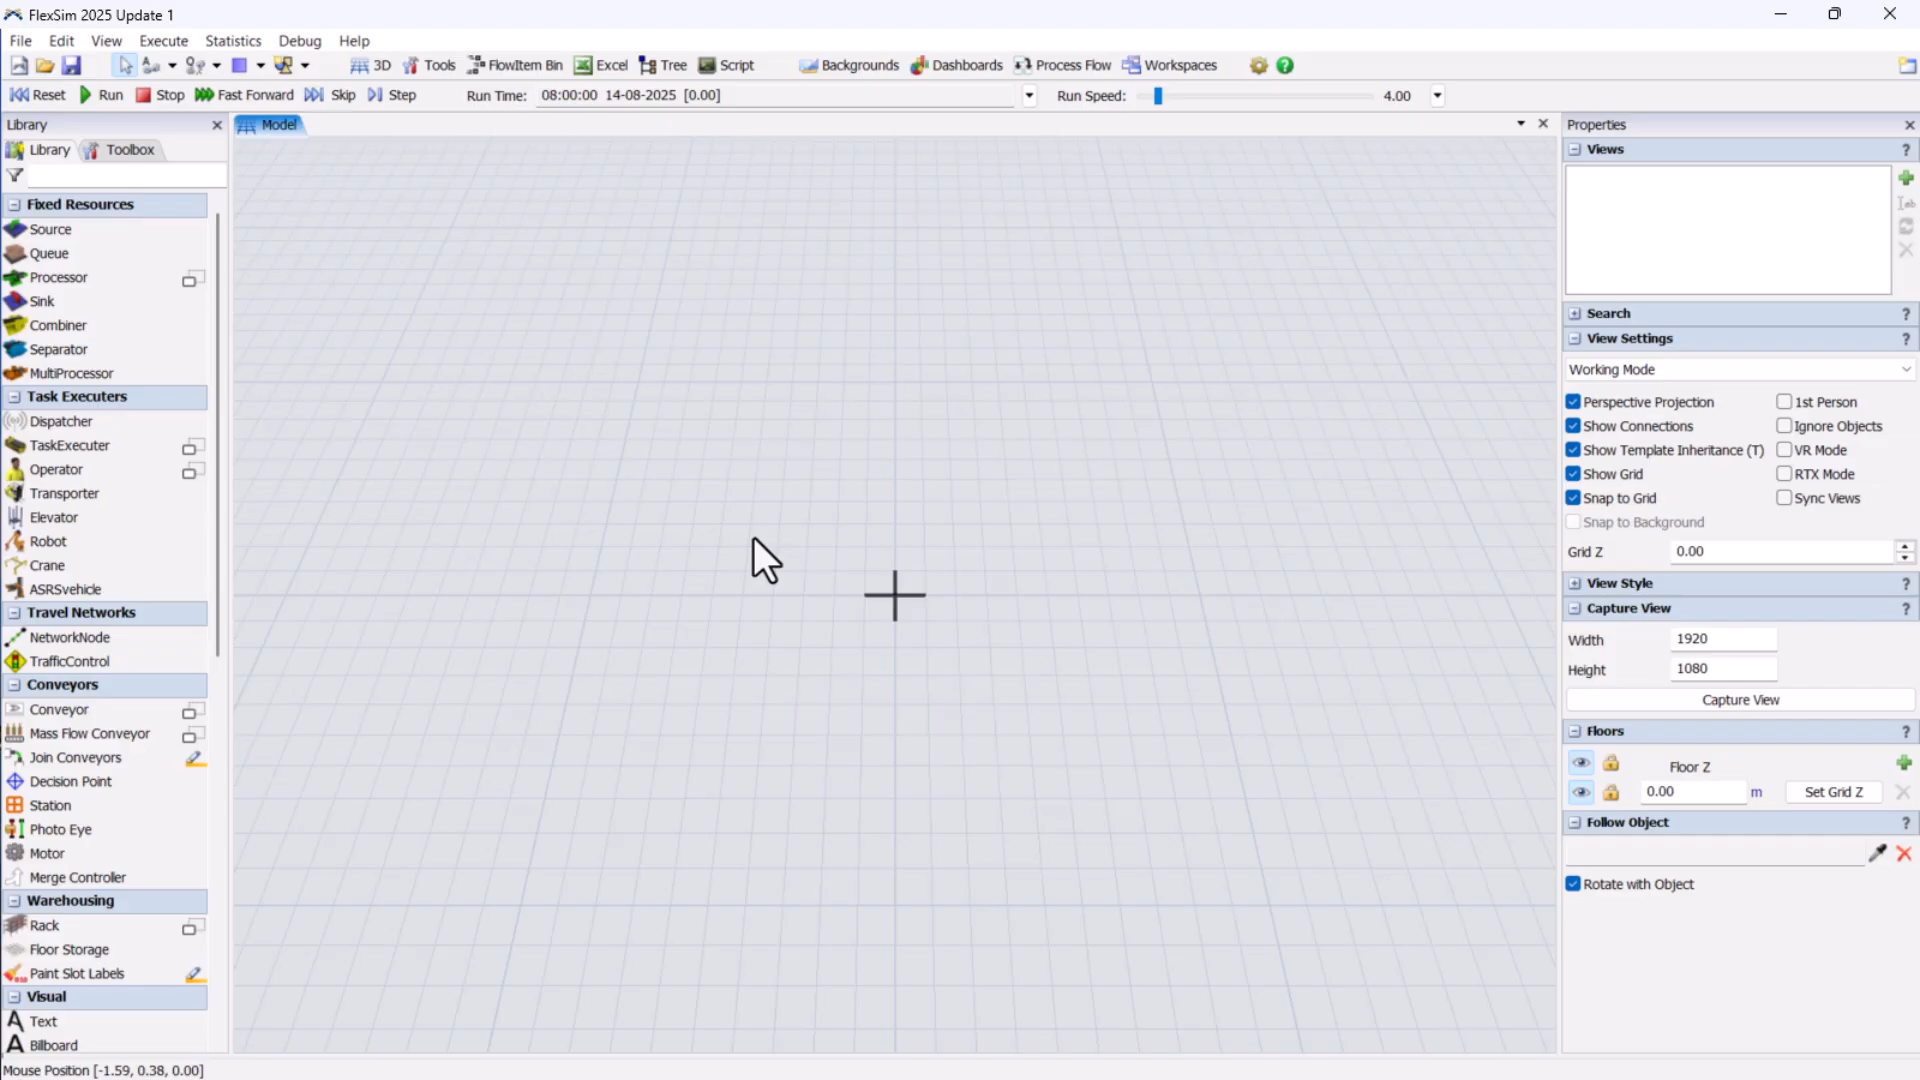 FlexSim 2025 Update 1
File Edit View Execute Statistics Debug Help
3D Tools FlowItem Bin Excel Tree Script Backgrounds Dashboards Process Flow Workspaces
Reset Run Stop Fast Forward Skip Step Run Time: 08:00:00 14-08-2025 [0.00] Run Speed: 4.00
Library
Library Toolbox
Fixed Resources
Source
Queue
Processor
Sink
Combiner
Separator
MultiProcessor
Task Executers
Dispatcher
TaskExecuter
Operator
Transporter
Elevator
Robot
Crane
ASRSvehicle
Travel Networks
NetworkNode
TrafficControl
Conveyors
Conveyor
Mass Flow Conveyor
Join Conveyors
Decision Point
Station
Photo Eye
Motor
Merge Controller
Warehousing
Rack
Floor Storage
Paint Slot Labels
Visual
Text
Billboard
Model
Properties
Views
Search
View Settings
Working Mode
Perspective Projection 1st Person
Show Connections Ignore Objects
Show Template Inheritance (T) VR Mode
Show Grid RTX Mode
Snap to Grid Sync Views
Snap to Background
Grid Z 0.00
View Style
Capture View
Width 1920
Height 1080
Capture View
Floors
Floor Z
0.00 m Set Grid Z
Follow Object
Rotate with Object
Mouse Position [-1.59, 0.38, 0.00]